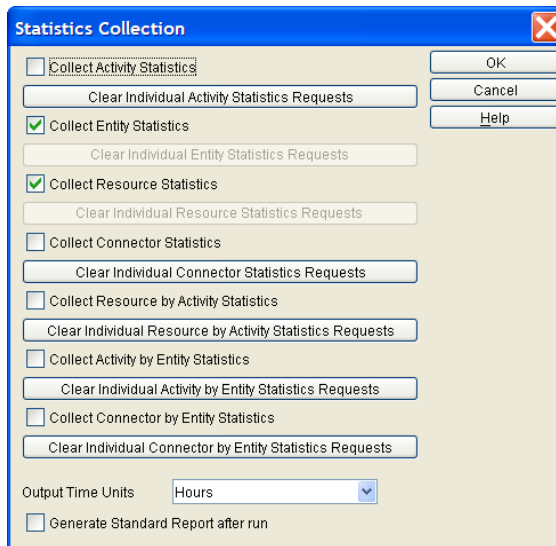 Statistics Collection
Collect Activity Statistics
OK
Clear Individual Activity Statistics Requests
Cancel
Collect Entity Statistics
Help
Clear Individual Entity Statistics Requests
Collect Resource Statistics
Clear Individual Resource Statistics Requests
Collect Connector Statistics
Clear Individual Connector Statistics Requests
Collect Resource by Activity Statistics
Clear Individual Resource by Activity Statistics Requests
Collect Activity by Entity Statistics
Clear Individual Activity by Entity Statistics Requests
Collect Connector by Entity Statistics
Clear Individual Connector by Entity Statistics Requests
Output Time Units Hours
Generate Standard Report after run